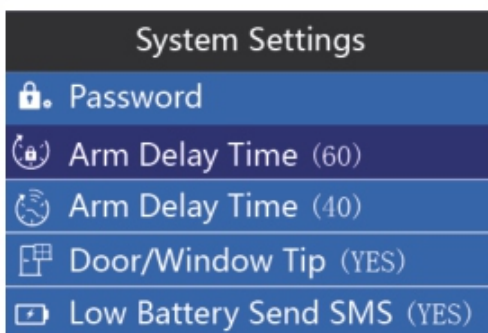 System Settings
Password
Arm Delay Time (60)
Arm Delay Time (40)
Door/Window Tip (YES)
Low Battery Send SMS (YES)